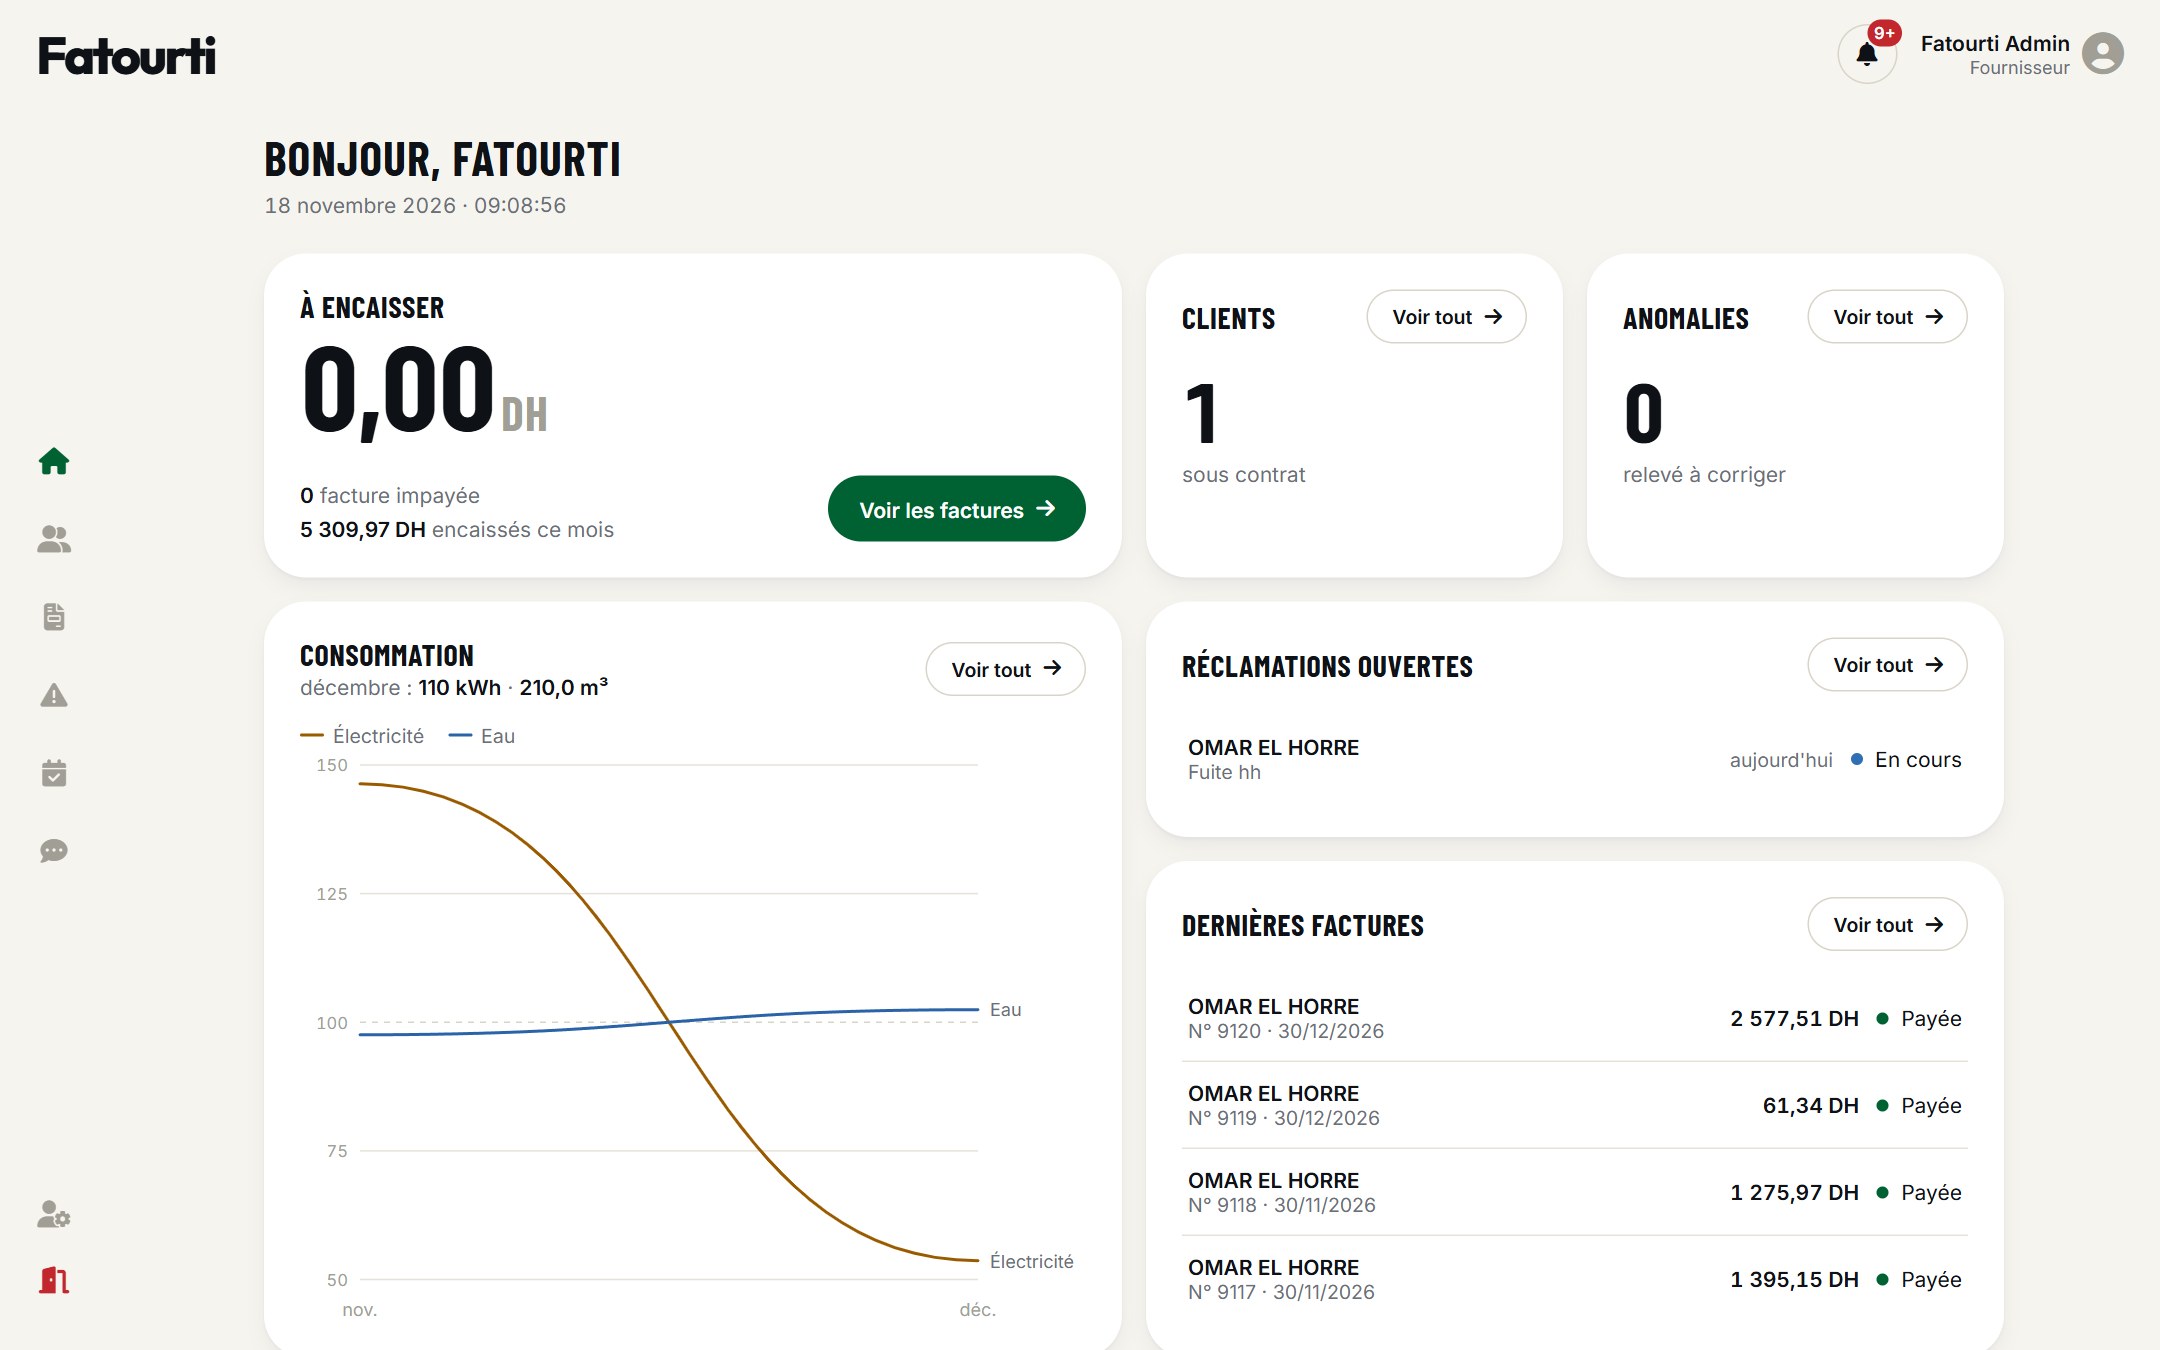 Fatourti
9+
Fatourti Admin
Fournisseur
BONJOUR, FATOURTI
18 novembre 2026 · 09:08:56
À ENCAISSER
0,00 DH
0 facture impayée
5 309,97 DH encaissés ce mois
Voir les factures →
CLIENTS
Voir tout →
1
sous contrat
ANOMALIES
Voir tout →
0
relevé à corriger
CONSOMMATION
décembre : 110 kWh · 210,0 m³
Voir tout →
Électricité
Eau
150
125
100
75
50
Eau
Électricité
nov.
déc.
RÉCLAMATIONS OUVERTES
Voir tout →
OMAR EL HORRE
Fuite hh
aujourd'hui
En cours
DERNIÈRES FACTURES
Voir tout →
OMAR EL HORRE
N° 9120 · 30/12/2026
2 577,51 DH
Payée
OMAR EL HORRE
N° 9119 · 30/12/2026
61,34 DH
Payée
OMAR EL HORRE
N° 9118 · 30/11/2026
1 275,97 DH
Payée
OMAR EL HORRE
N° 9117 · 30/11/2026
1 395,15 DH
Payée